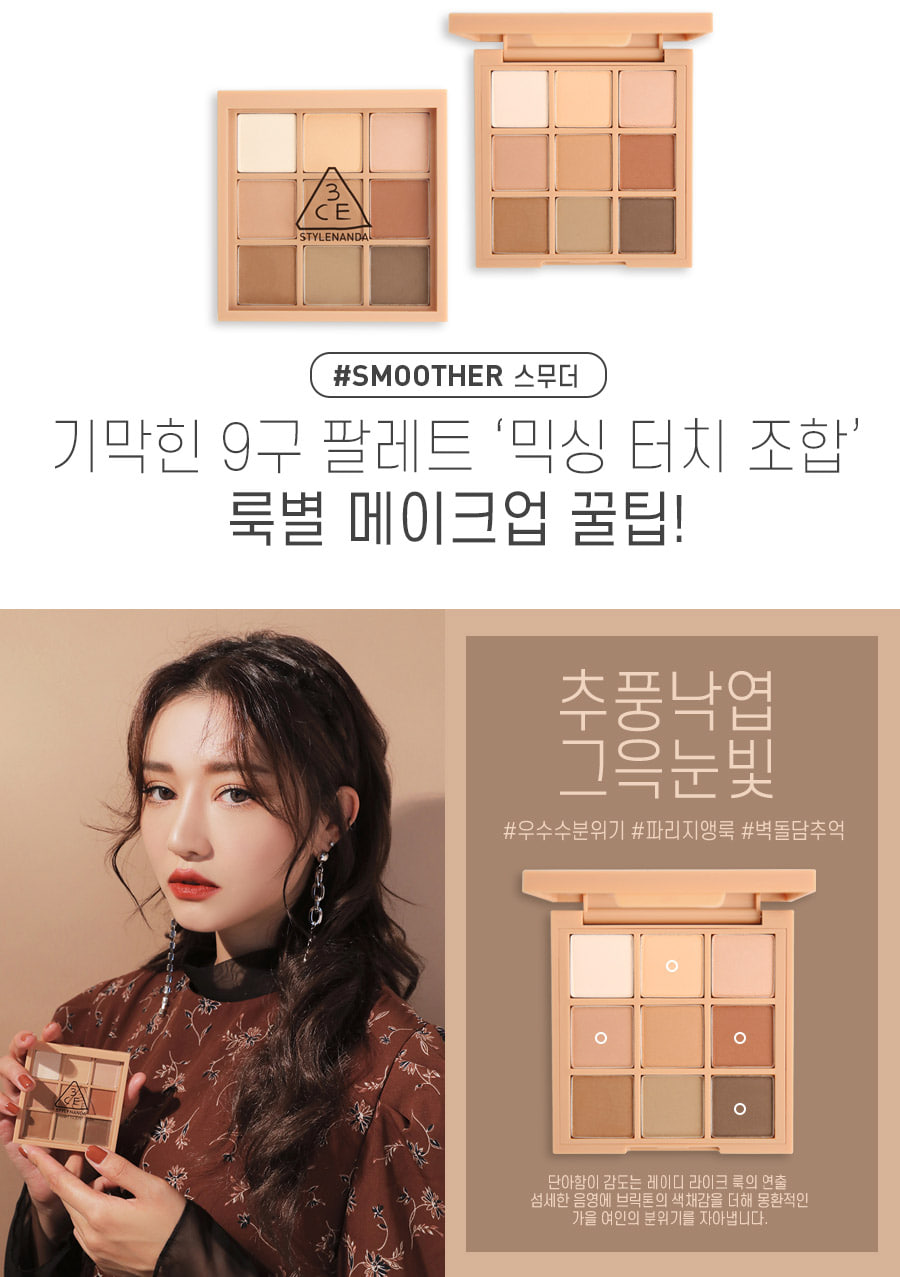 3
CE
STYLENANDA
#SMOOTHER 스무더
기막힌 9구 팔레트 ‘믹싱 터치 조합’
룩별 메이크업 꿀팁!
3
CE
STYLENANDA
추풍낙엽
그윽눈빛
#우수수분위기 #파리지앵룩 #벽돌담추억
단아함이 감도는 레이디 라이크 룩의 연출
섬세한 음영에 브릭톤의 색채감을 더해 몽환적인
가을 여인의 분위기를 자아냅니다.